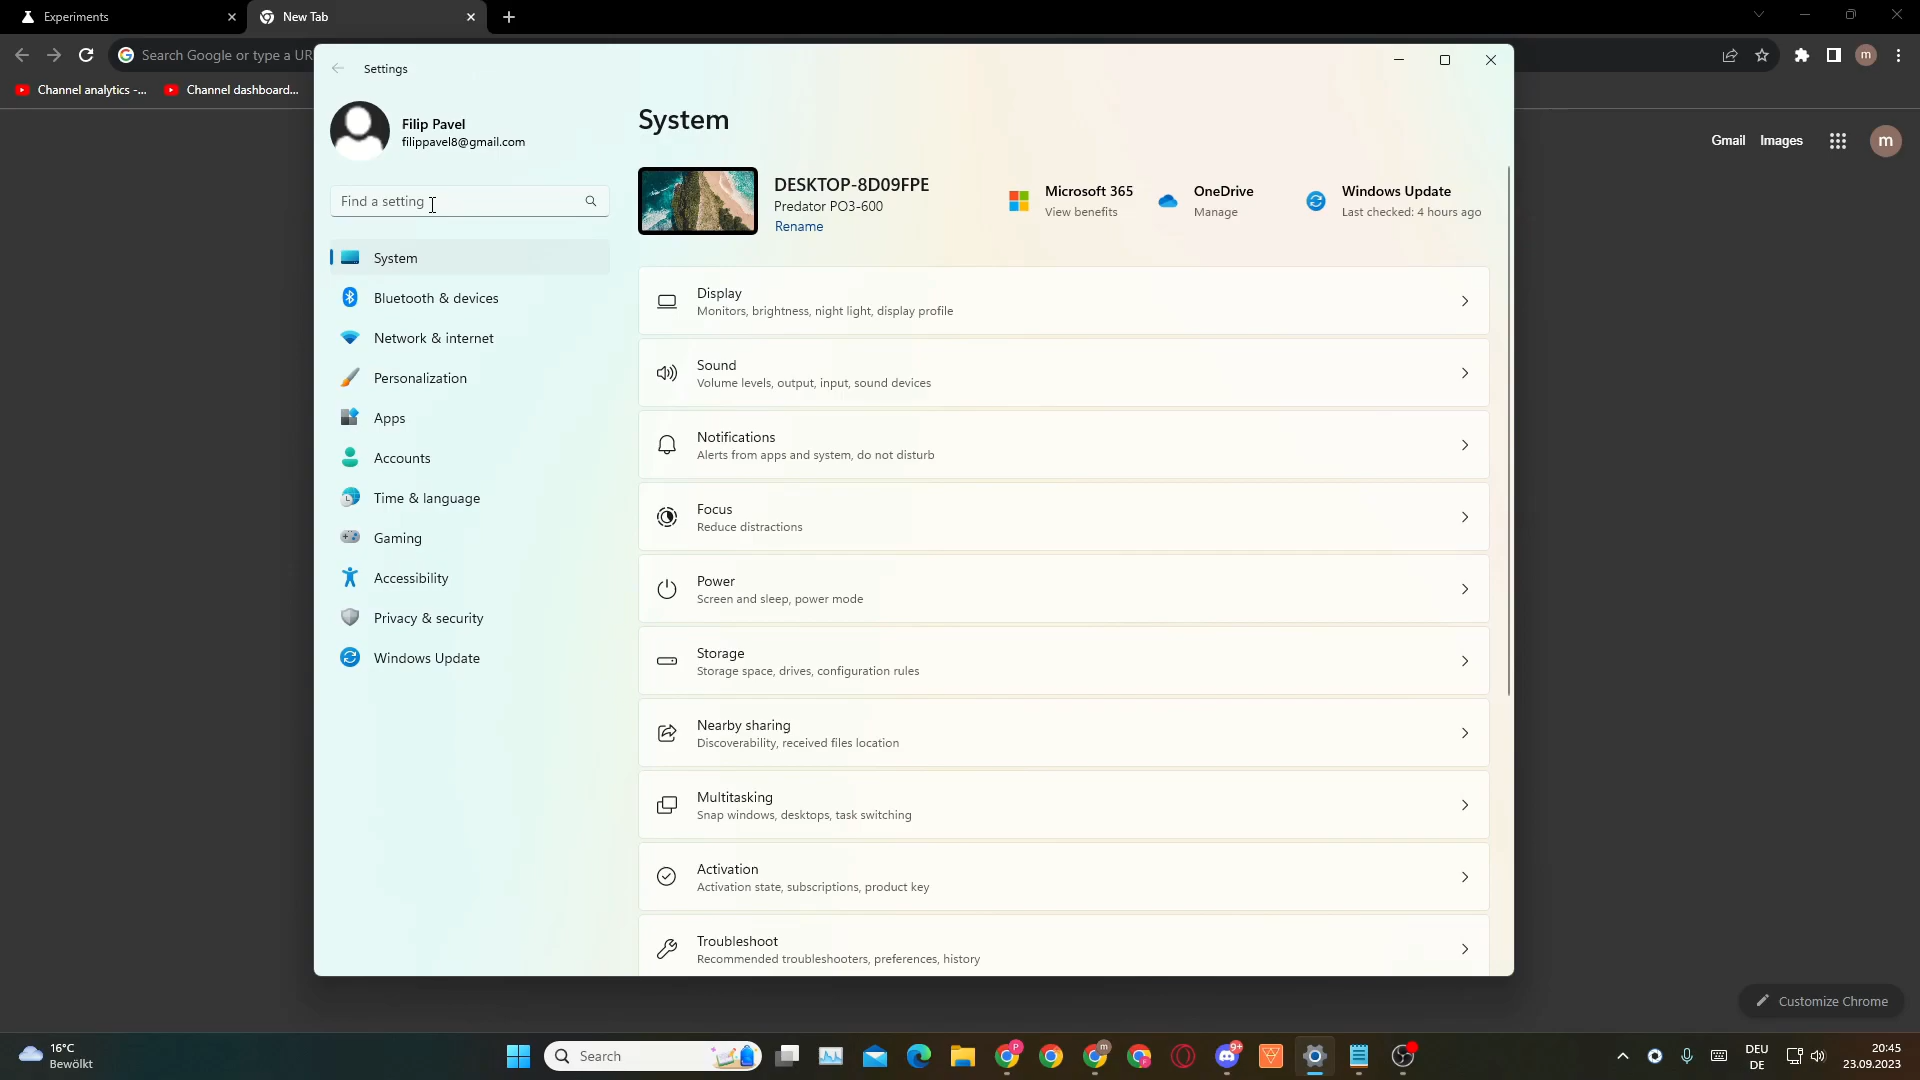 Experiments
New Tab
Search Google or type a UR
Channel analytics -...
Channel dashboard...
Gmail
Images
m
m
Settings
Filip Pavel
filippavel8@gmail.com
Find a setting
System
Bluetooth & devices
Network & internet
Personalization
Apps
Accounts
Time & language
Gaming
Accessibility
Privacy & security
Windows Update
System
DESKTOP-8D09FPE
Predator PO3-600
Rename
Microsoft 365
View benefits
OneDrive
Manage
Windows Update
Last checked: 4 hours ago
Display
Monitors, brightness, night light, display profile
Sound
Volume levels, output, input, sound devices
Notifications
Alerts from apps and system, do not disturb
Focus
Reduce distractions
Power
Screen and sleep, power mode
Storage
Storage space, drives, configuration rules
Nearby sharing
Discoverability, received files location
Multitasking
Snap windows, desktops, task switching
Activation
Activation state, subscriptions, product key
Troubleshoot
Recommended troubleshooters, preferences, history
Customize Chrome
16°C
Bewölkt
Search
P
m
9+
DEU
DE
20:45
23.09.2023